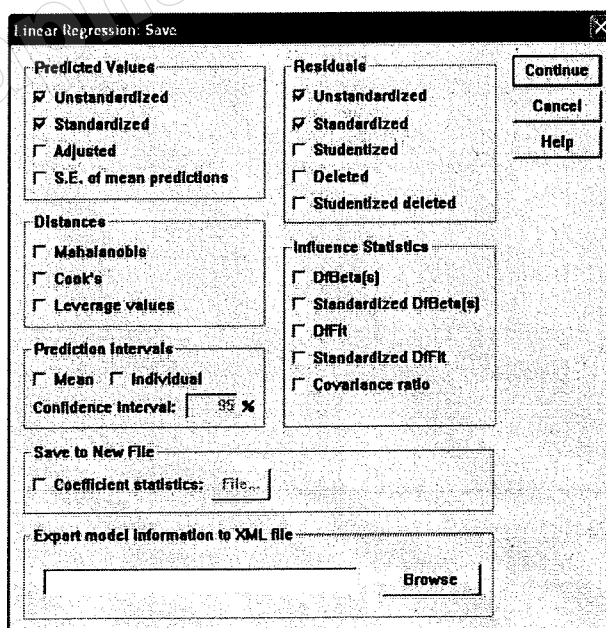 Linear Regression: Save
Predicted Values
Unstandardized
Standardized
Adjusted
S.E. of mean predictions
Distances
Mahalanobis
Cook's
Leverage values
Prediction Intervals
Mean Individual
Confidence Interval: 95 %
Residuals
Unstandardized
Standardized
Studentized
Deleted
Studentized deleted
Influence Statistics
DfBeta(s)
Standardized DfBeta(s)
DfFit
Standardized DfFit
Covariance ratio
Continue
Cancel
Help
Save to New File
Coefficient statistics: File...
Export model information to XML file
Browse